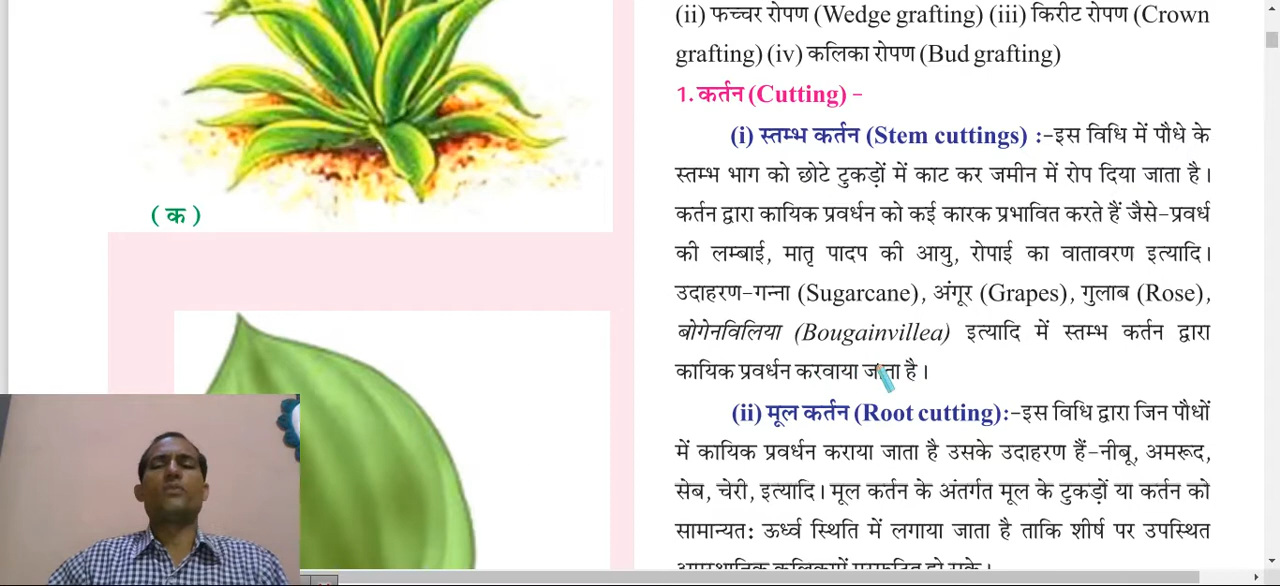 (ii) फच्चर रोपण (Wedge grafting) (iii) किरीट रोपण (Crown
grafting) (iv) कलिका रोपण (Bud grafting)
1. कर्तन (Cutting) –
(i) स्तम्भ कर्तन (Stem cuttings) :–इस विधि में पौधे के
स्तम्भ भाग को छोटे टुकड़ों में काट कर जमीन में रोप दिया जाता है।
कर्तन द्वारा कायिक प्रवर्धन को कई कारक प्रभावित करते हैं जैसे–प्रवर्ध
की लम्बाई, मातृ पादप की आयु, रोपाई का वातावरण इत्यादि।
उदाहरण–गन्ना (Sugarcane), अंगूर (Grapes), गुलाब (Rose),
बोगेनविलिया (Bougainvillea) इत्यादि में स्तम्भ कर्तन द्वारा
कायिक प्रवर्धन करवाया जाता है।
(ii) मूल कर्तन (Root cutting):–इस विधि द्वारा जिन पौधों
में कायिक प्रवर्धन कराया जाता है उसके उदाहरण हैं–नीबू, अमरूद,
सेब, चेरी, इत्यादि। मूल कर्तन के अंतर्गत मूल के टुकड़ों या कर्तन को
सामान्यत: ऊर्ध्व स्थिति में लगाया जाता है ताकि शीर्ष पर उपस्थित
(क)